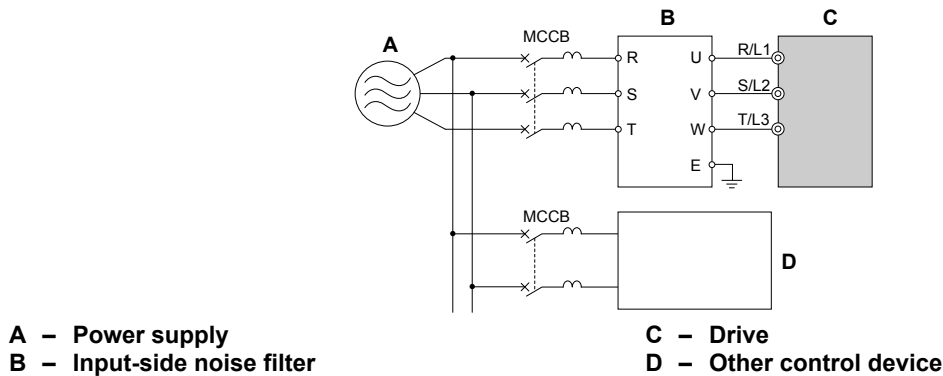 B
C
A
MCCB
R
U
R/L1
S
V
S/L2
T
W
T/L3
E
MCCB
D
A – Power supply
B – Input-side noise filter
C – Drive
D – Other control device